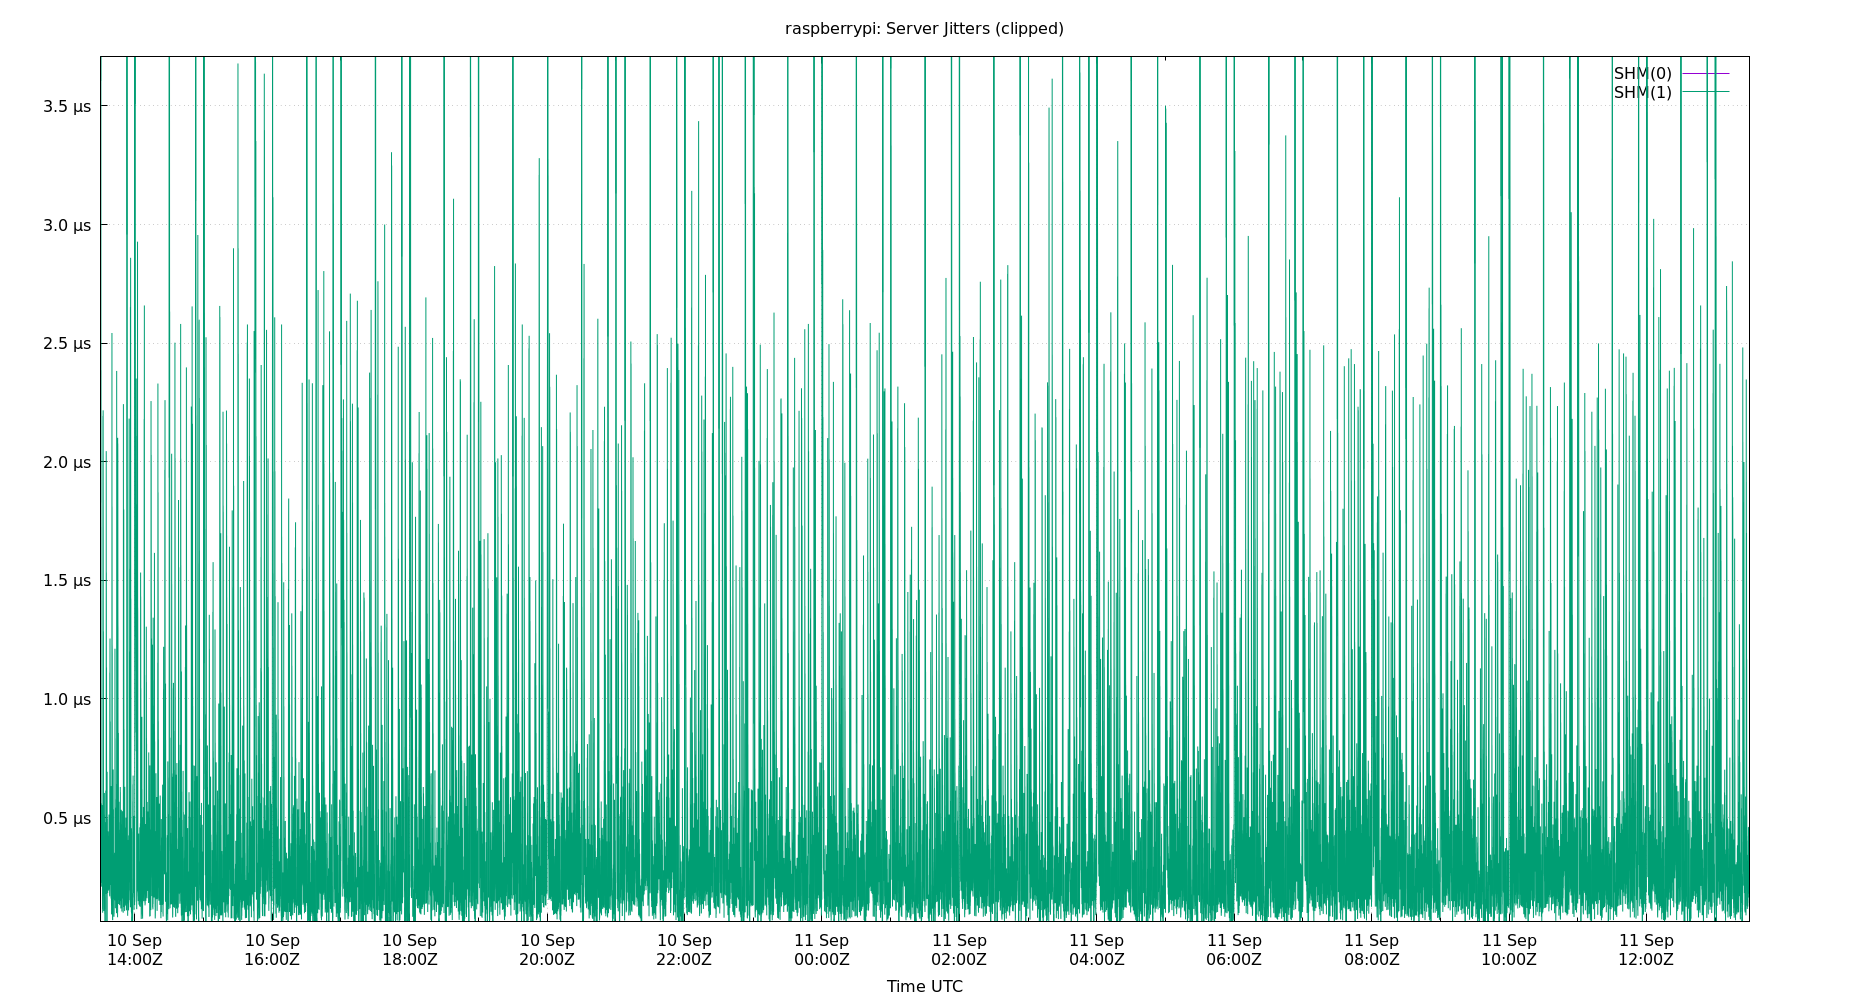 raspberrypi: Server Jitters (clipped)
SHM(0)
SHM(1)
3.5 µs
3.0 µs
2.5 µs
2.0 µs
1.5 µs
1.0 µs
0.5 µs
10 Sep 10 Sep 10 Sep 10 Sep 10 Sep 11 Sep 11 Sep 11 Sep 11 Sep 11 Sep 11 Sep 11 Sep
14:00Z 16:00Z 18:00Z 20:00Z 22:00Z 00:00Z 02:00Z 04:00Z 06:00Z 08:00Z 10:00Z 12:00Z
Time UTC